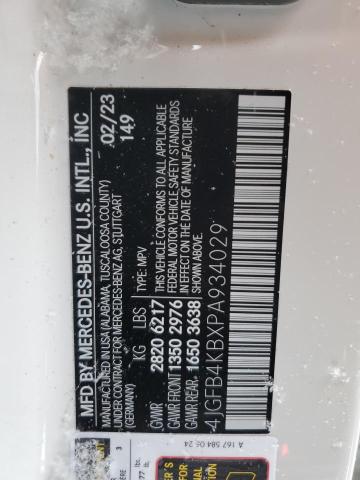 MFD BY MERCEDES-BENZ U.S. INTL., INC
MANUFACTURED IN USA (ALABAMA, TUSCALOOSA COUNTY)
UNDER CONTRACT FOR MERCEDES-BENZ AG, STUTTGART
(GERMANY)
02/23
149
KG LBS TYPE: MPV
GVWR 2820 6217
GAWR FRONT 1350 2976
GAWR REAR 1650 3638
THIS VEHICLE CONFORMS TO ALL APPLICABLE
FEDERAL MOTOR VEHICLE SAFETY STANDARDS
IN EFFECT ON THE DATE OF MANUFACTURE
SHOWN ABOVE.
4JGFB4KBXPA934029
A 167 584 05 24
3